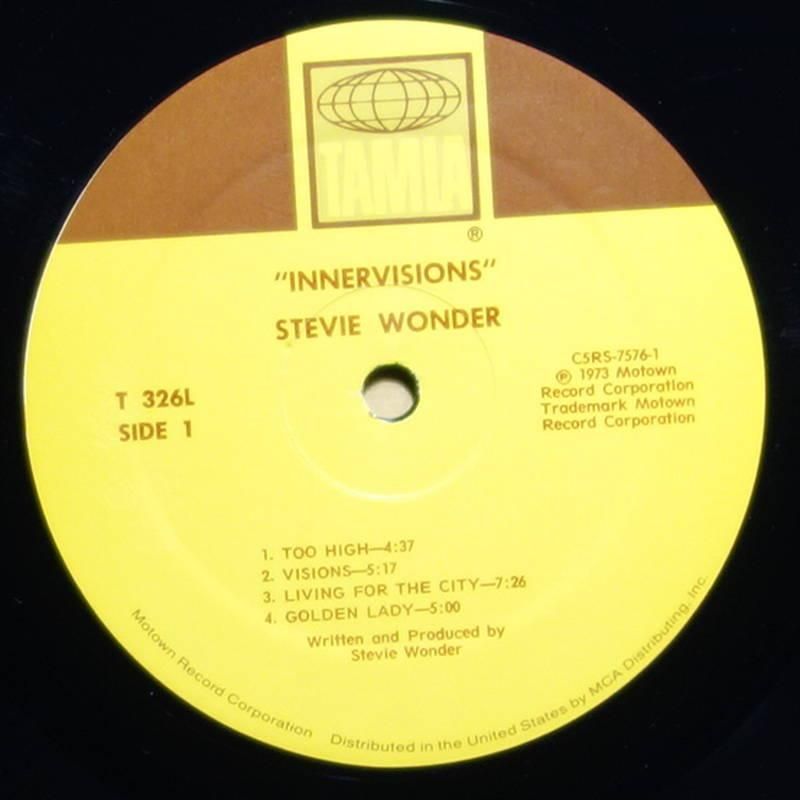 TAMLA
®
"INNERVISIONS"
STEVIE WONDER
T 326L
SIDE 1
C5RS-7576-1
℗ 1973 Motown
Record Corporation
Trademark Motown
Record Corporation
1. TOO HIGH—4:37
2. VISIONS—5:17
3. LIVING FOR THE CITY—7:26
4. GOLDEN LADY—5:00
Written and Produced by
Stevie Wonder
Motown Record Corporation Distributed in the United States by MCA Distributing, Inc.